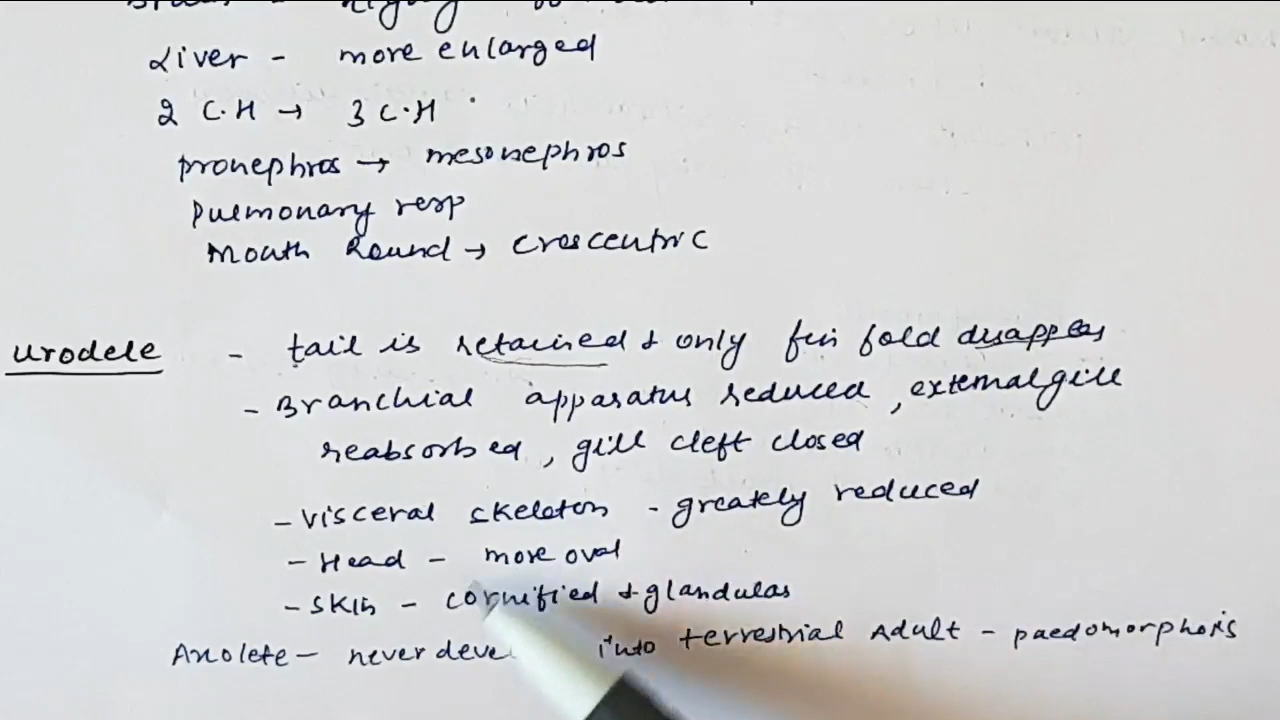 Liver - more enlarged
2 C.H → 3 C.H
pronephros → mesonephros
Pulmonary resp
Mouth Round → Crescentric
Urodele - tail is retained & only fin fold disappears
- Branchial apparatus reduced, external gill
reabsorbed, gill cleft closed
- Visceral skeleton - greately reduced
- Head - more oval
- Skin - cornified & glandular
Axolete - never deve into terrestrial Adult - paedomorphosis